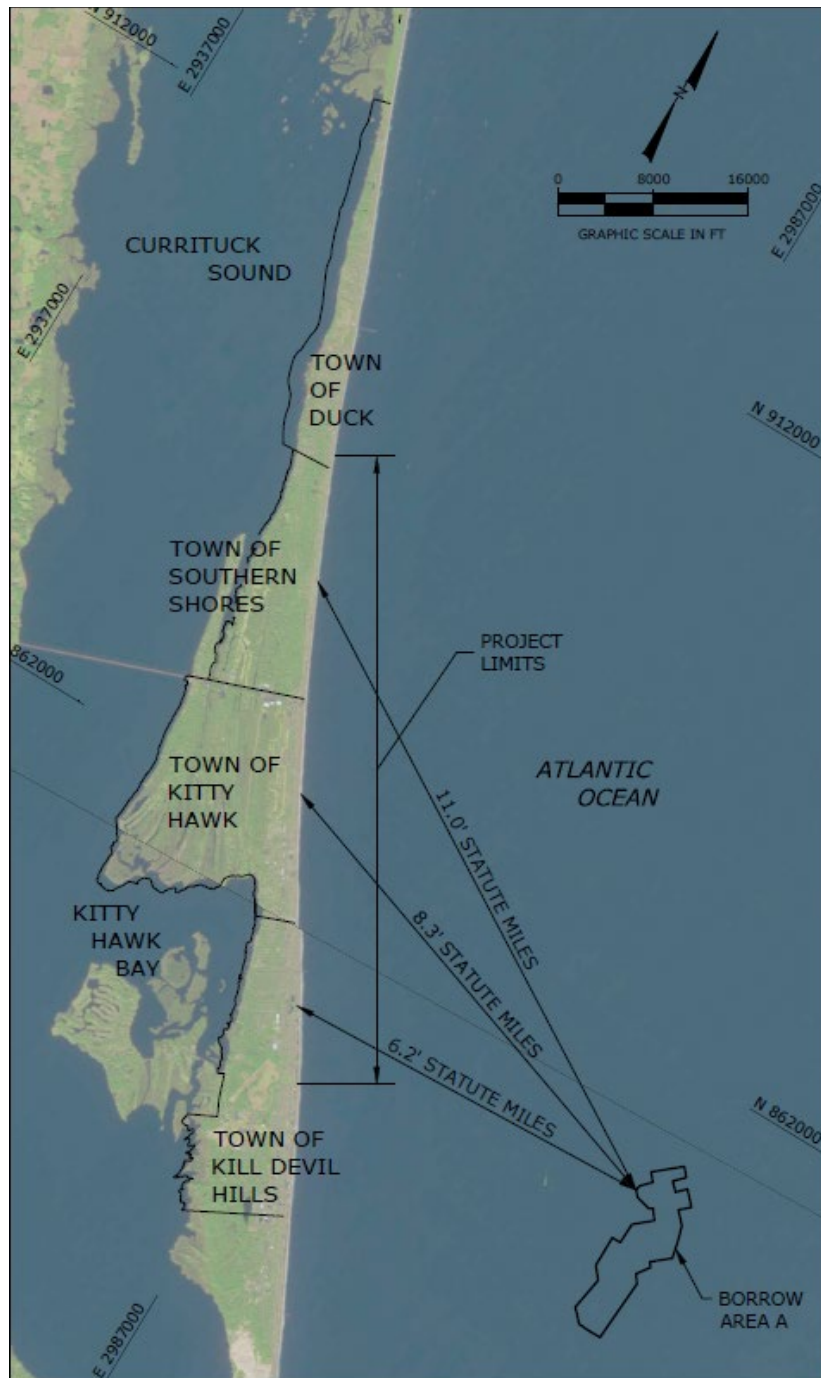 N 912000
E 2937000
N
0 8000 16000
GRAPHIC SCALE IN FT
E 2987000
CURRITUCK
SOUND
E 2937000
TOWN
OF
DUCK
N 912000
TOWN OF
SOUTHERN
SHORES
PROJECT
LIMITS
862000
TOWN OF
KITTY
HAWK
ATLANTIC
OCEAN
11.0' STATUTE MILES
8.3' STATUTE MILES
6.2' STATUTE MILES
KITTY
HAWK
BAY
N 862000
TOWN OF
KILL DEVIL
HILLS
BORROW
AREA A
E 2987000